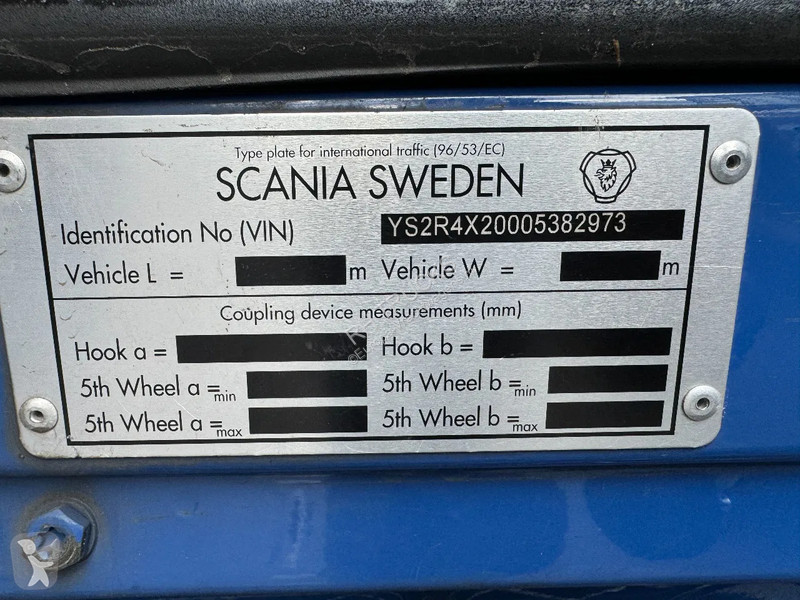 Type plate for international traffic (96/53/EC)
SCANIA SWEDEN
Identification No (VIN) YS2R4X20005382973
Vehicle L = m Vehicle W = m
Coupling device measurements (mm)
Hook a = Hook b =
5th Wheel a =min 5th Wheel b =min
5th Wheel a =max 5th Wheel b =max